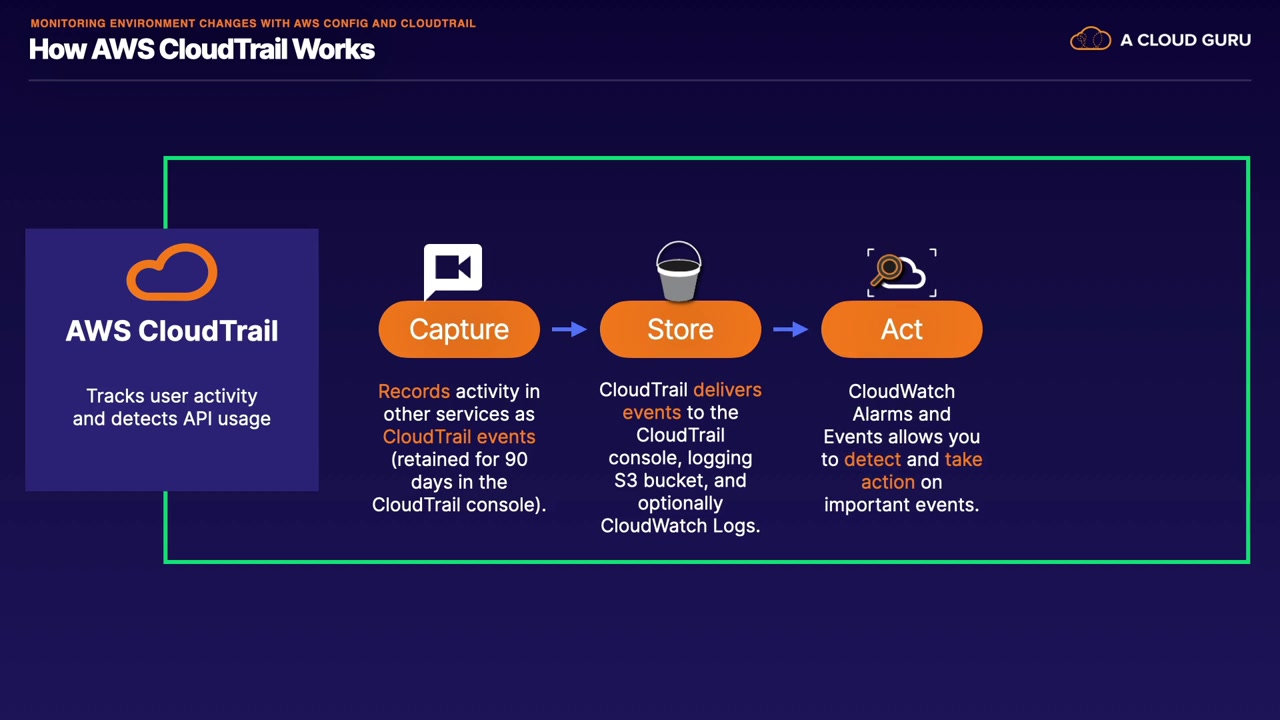 MONITORING ENVIRONMENT CHANGES WITH AWS CONFIG AND CLOUDTRAIL
How AWS CloudTrail Works
A CLOUD GURU
AWS CloudTrail
Tracks user activity
and detects API usage
Capture
Records activity in
other services as
CloudTrail events
(retained for 90
days in the
CloudTrail console).
Store
CloudTrail delivers
events to the
CloudTrail
console, logging
S3 bucket, and
optionally
CloudWatch Logs.
Act
CloudWatch
Alarms and
Events allows you
to detect and take
action on
important events.